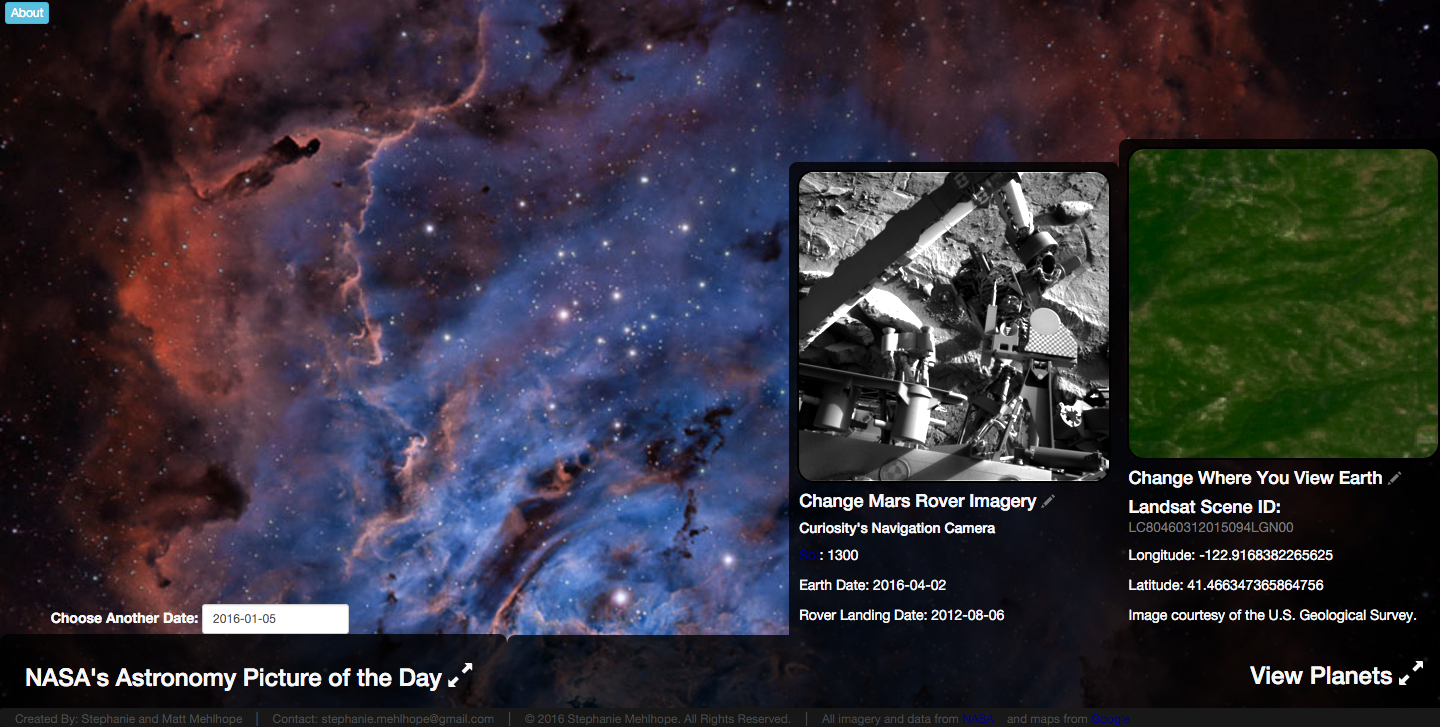 About
Change Mars Rover Imagery
Curiosity's Navigation Camera
Sol: 1300
Earth Date: 2016-04-02
Rover Landing Date: 2012-08-06
Change Where You View Earth
Landsat Scene ID:
LC80460312015094LGN00
Longitude: -122.9168382265625
Latitude: 41.466347365864756
Image courtesy of the U.S. Geological Survey.
Choose Another Date: 2016-01-05
NASA's Astronomy Picture of the Day
View Planets
Created By: Stephanie and Matt Mehlhope | Contact: stephanie.mehlhope@gmail.com | © 2016 Stephanie Mehlhope. All Rights Reserved. | All imagery and data from NASA and maps from Google